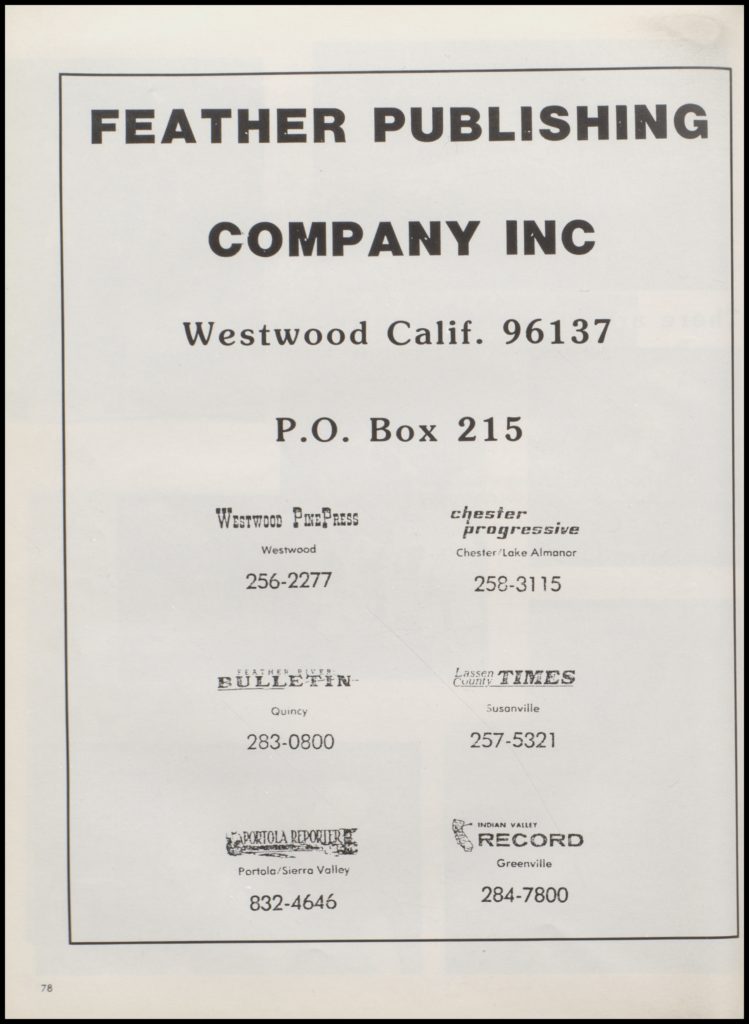 FEATHER PUBLISHING
COMPANY INC
Westwood Calif. 96137
P.O. Box 215
WESTWOOD PINEPRESS
Westwood
256-2277
chester
progressive
Chester/Lake Almanor
258-3115
FEATHER RIVER
BULLETIN
Quincy
283-0800
Lassen
County TIMES
Susanville
257-5321
PORTOLA REPORTER
Portola/Sierra Valley
832-4646
INDIAN VALLEY
RECORD
Greenville
284-7800
78